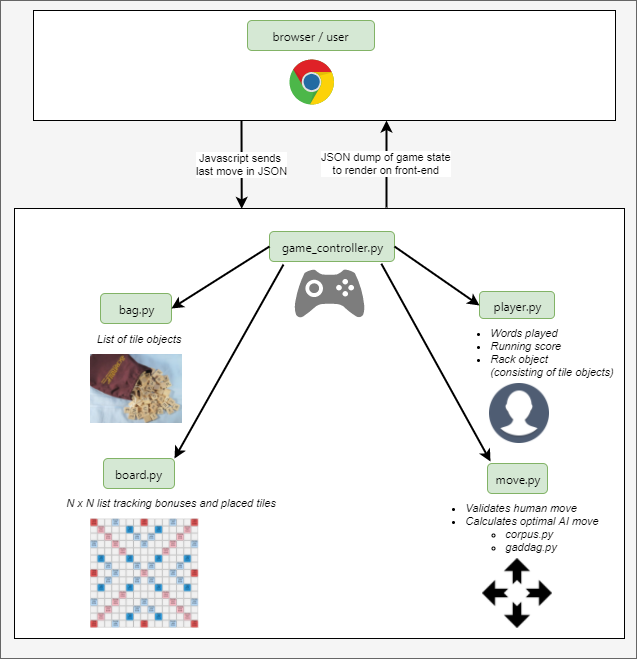 browser / user
Javascript sends
last move in JSON
JSON dump of game state
to render on front-end
game_controller.py
bag.py
List of tile objects
player.py
• Words played
• Running score
• Rack object
(consisting of tile objects)
board.py
N x N list tracking bonuses and placed tiles
move.py
• Validates human move
• Calculates optimal AI move
○ corpus.py
○ gaddag.py